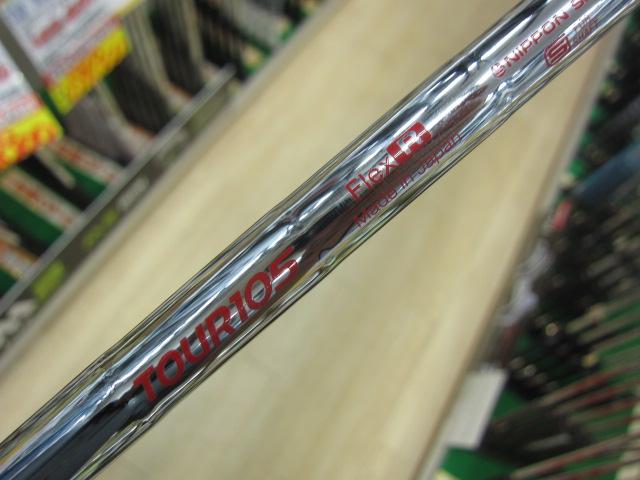 TOUR105
Flex R
Made in Japan
NIPPON S